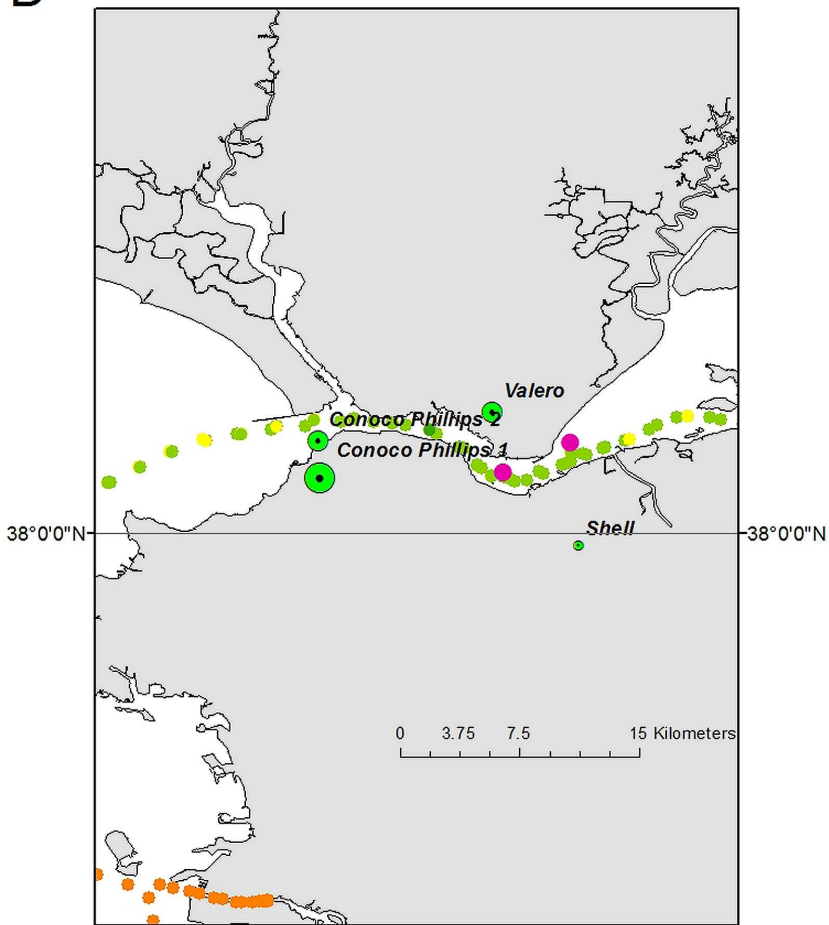 Valero
Conoco Phillips 2
Conoco Phillips 1
38°0'0"N
38°0'0"N
Shell
0 3.75 7.5 15 Kilometers